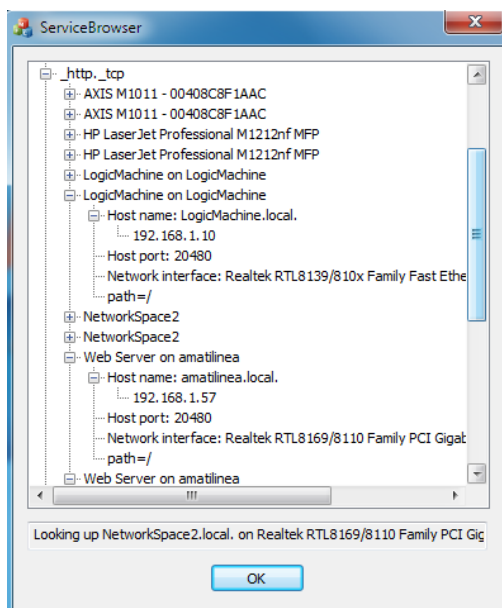 ServiceBrowser
_http._tcp
AXIS M1011 - 00408C8F1AAC
AXIS M1011 - 00408C8F1AAC
HP LaserJet Professional M1212nf MFP
HP LaserJet Professional M1212nf MFP
LogicMachine on LogicMachine
LogicMachine on LogicMachine
Host name: LogicMachine.local.
192.168.1.10
Host port: 20480
Network interface: Realtek RTL8139/810x Family Fast Ethe
path=/
NetworkSpace2
NetworkSpace2
Web Server on amatilinea
Host name: amatilinea.local.
192.168.1.57
Host port: 20480
Network interface: Realtek RTL8169/8110 Family PCI Gigab
path=/
Web Server on amatilinea
Looking up NetworkSpace2.local. on Realtek RTL8169/8110 Family PCI Gig
OK